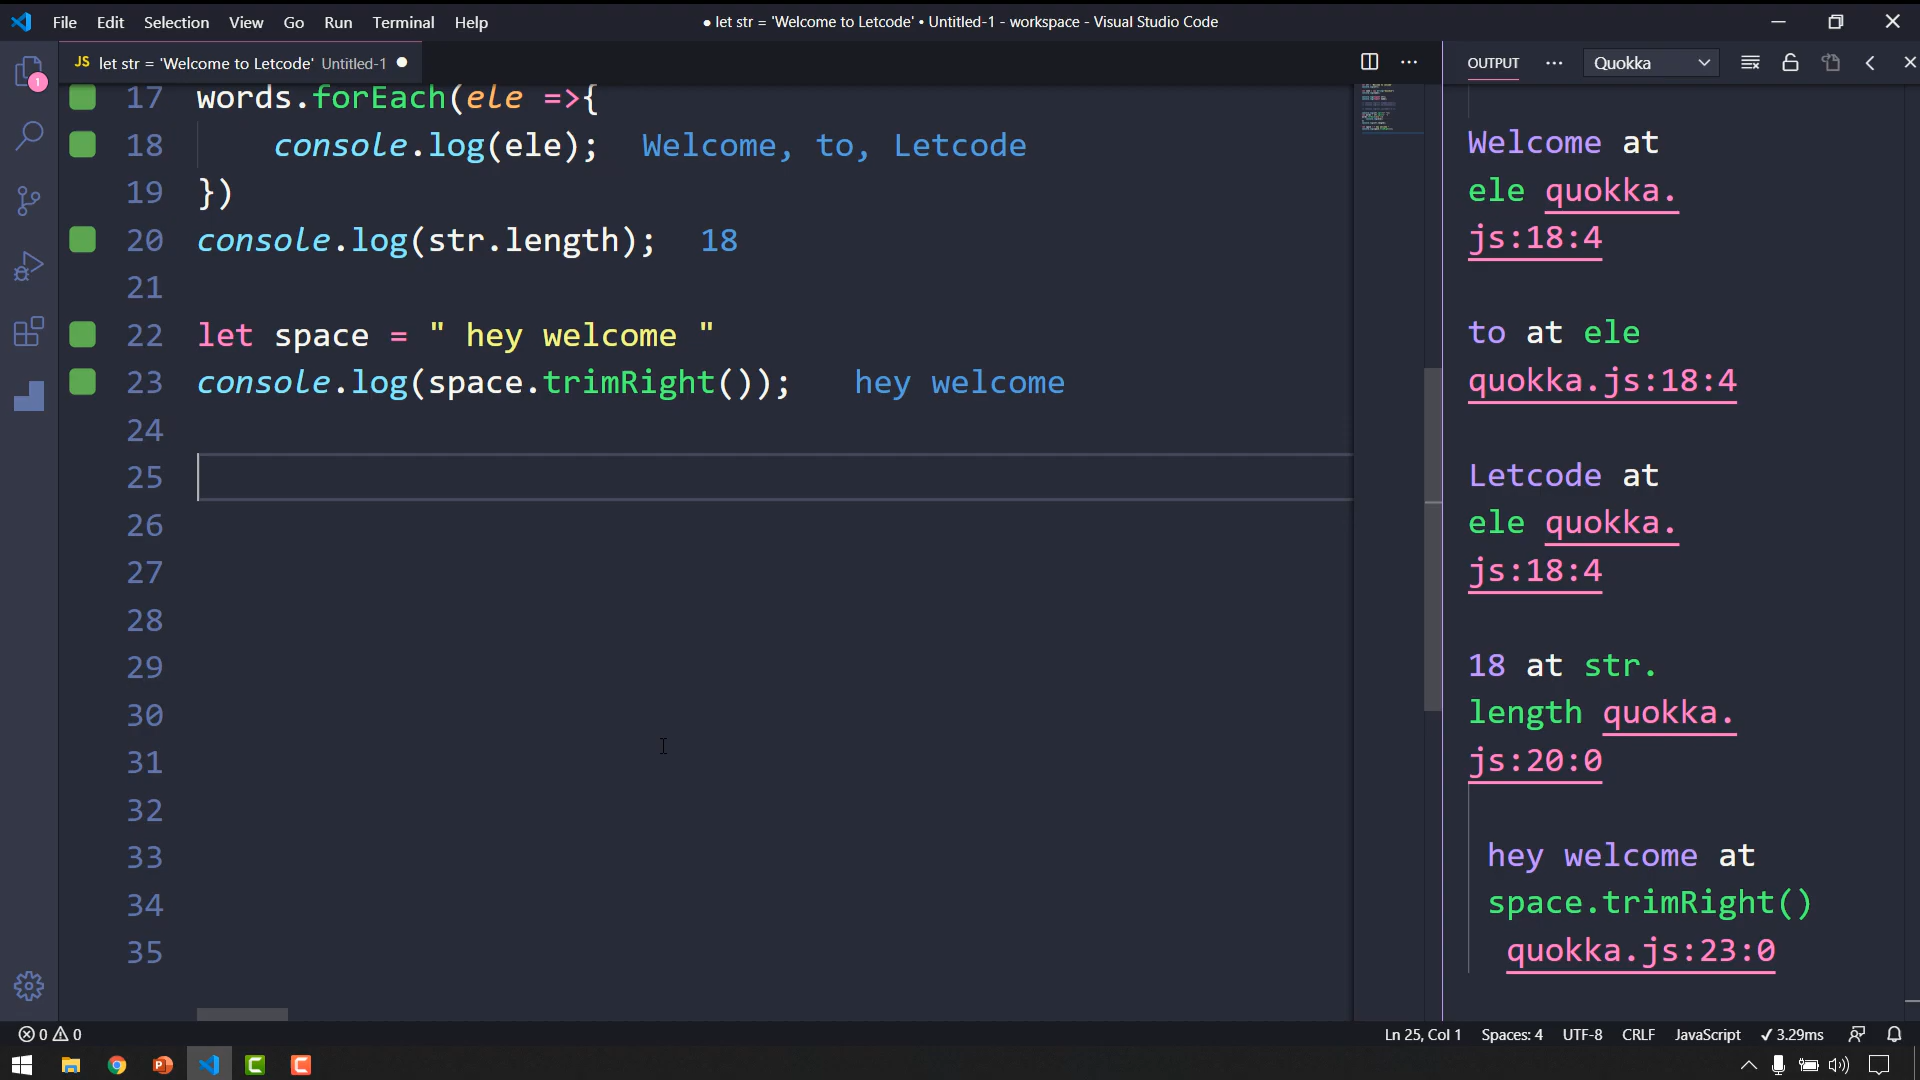 File Edit Selection View Go Run Terminal Help
● let str = 'Welcome to Letcode' • Untitled-1 - workspace - Visual Studio Code
JS let str = 'Welcome to Letcode' Untitled-1 ●
17 words.forEach(ele =>{
18 console.log(ele); Welcome, to, Letcode
19 })
20 console.log(str.length); 18
21
22 let space = " hey welcome "
23 console.log(space.trimRight()); hey welcome
24
25
26
27
28
29
30
31
32
33
34
35
OUTPUT ··· Quokka
Welcome at
ele quokka.
js:18:4
to at ele
quokka.js:18:4
Letcode at
ele quokka.
js:18:4
18 at str.
length quokka.
js:20:0
hey welcome at
space.trimRight()
quokka.js:23:0
1
0 0
Ln 25, Col 1 Spaces: 4 UTF-8 CRLF JavaScript ✓ 3.29ms